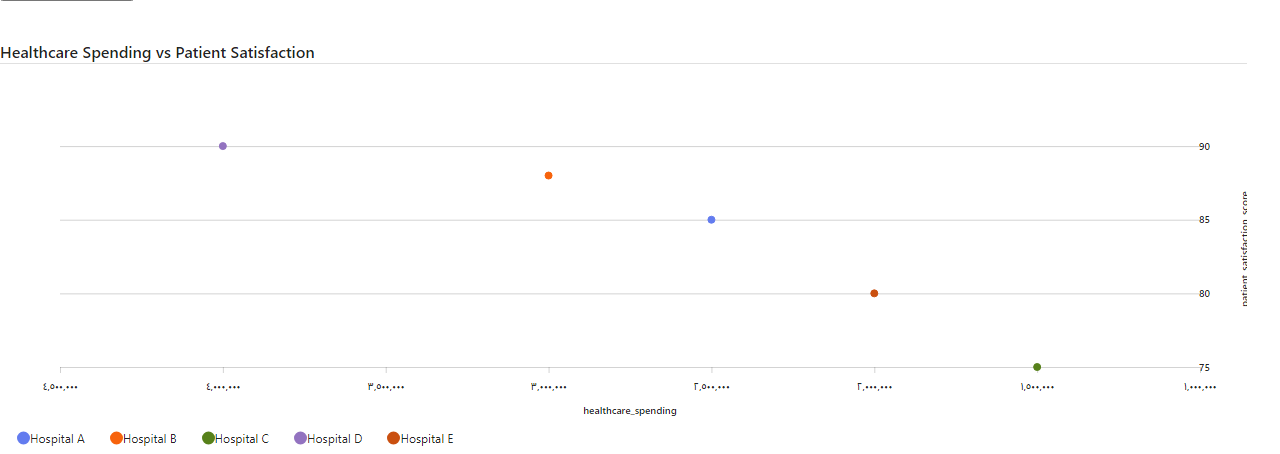 Healthcare Spending vs Patient Satisfaction
90
85
80
75
patient_satisfaction_score
٤,٥٠٠,٠٠٠ ٤,٠٠٠,٠٠٠ ٣,٥٠٠,٠٠٠ ٣,٠٠٠,٠٠٠ ٢,٥٠٠,٠٠٠ ٢,٠٠٠,٠٠٠ ١,٥٠٠,٠٠٠ ١,٠٠٠,٠٠٠
healthcare_spending
Hospital A Hospital B Hospital C Hospital D Hospital E